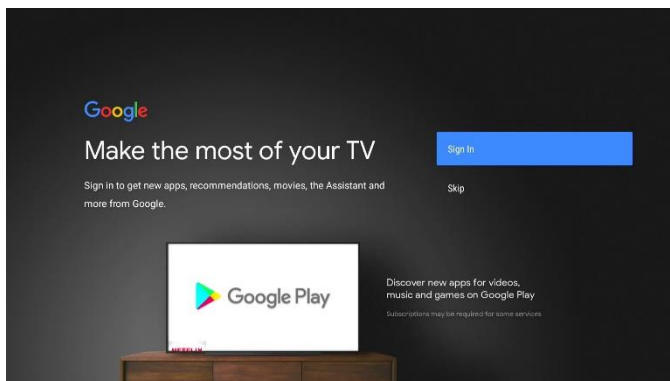 Google
Make the most of your TV
Sign in to get new apps, recommendations, movies, the Assistant and
more from Google.
Sign In
Skip
Google Play
NETFLIX
Discover new apps for videos,
music and games on Google Play
Subscriptions may be required for some services